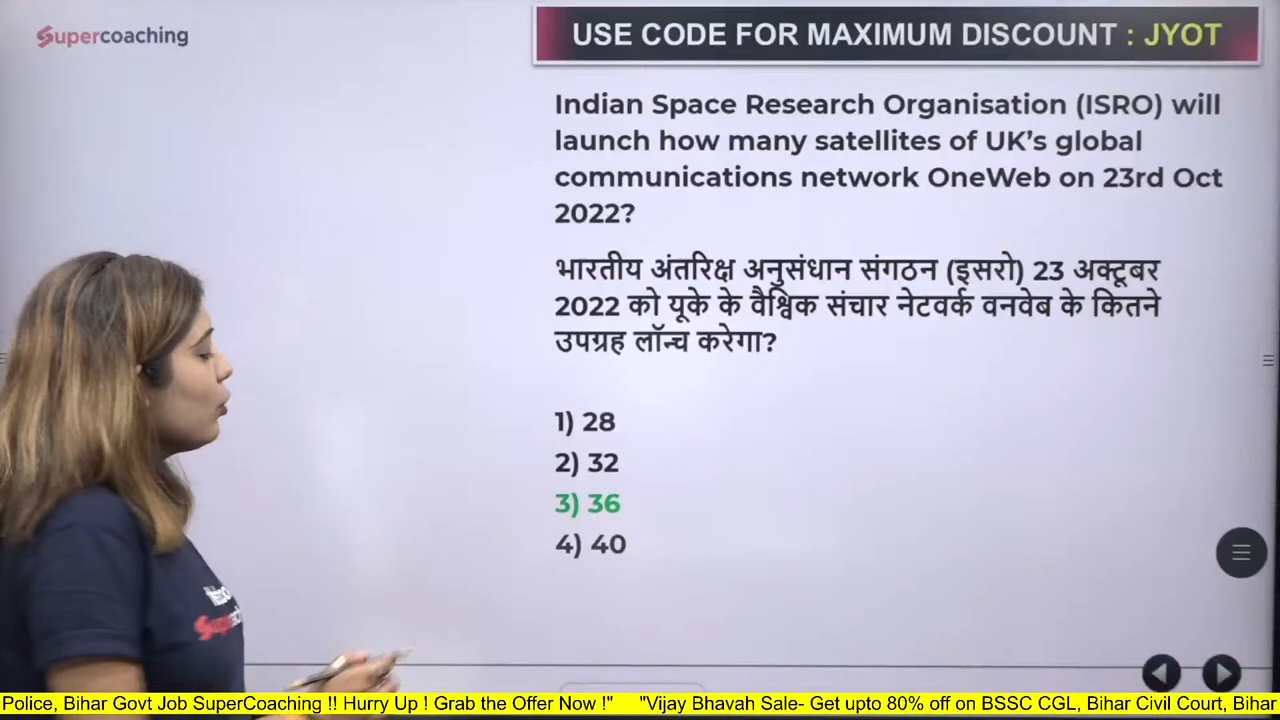 Supercoaching
USE CODE FOR MAXIMUM DISCOUNT : JYOT
Indian Space Research Organisation (ISRO) will
launch how many satellites of UK’s global
communications network OneWeb on 23rd Oct
2022?
भारतीय अंतरिक्ष अनुसंधान संगठन (इसरो) 23 अक्टूबर
2022 को यूके के वैश्विक संचार नेटवर्क वनवेब के कितने
उपग्रह लॉन्च करेगा?
1) 28
2) 32
3) 36
4) 40
Police, Bihar Govt Job SuperCoaching !! Hurry Up ! Grab the Offer Now !" "Vijay Bhavah Sale- Get upto 80% off on BSSC CGL, Bihar Civil Court, Bihar